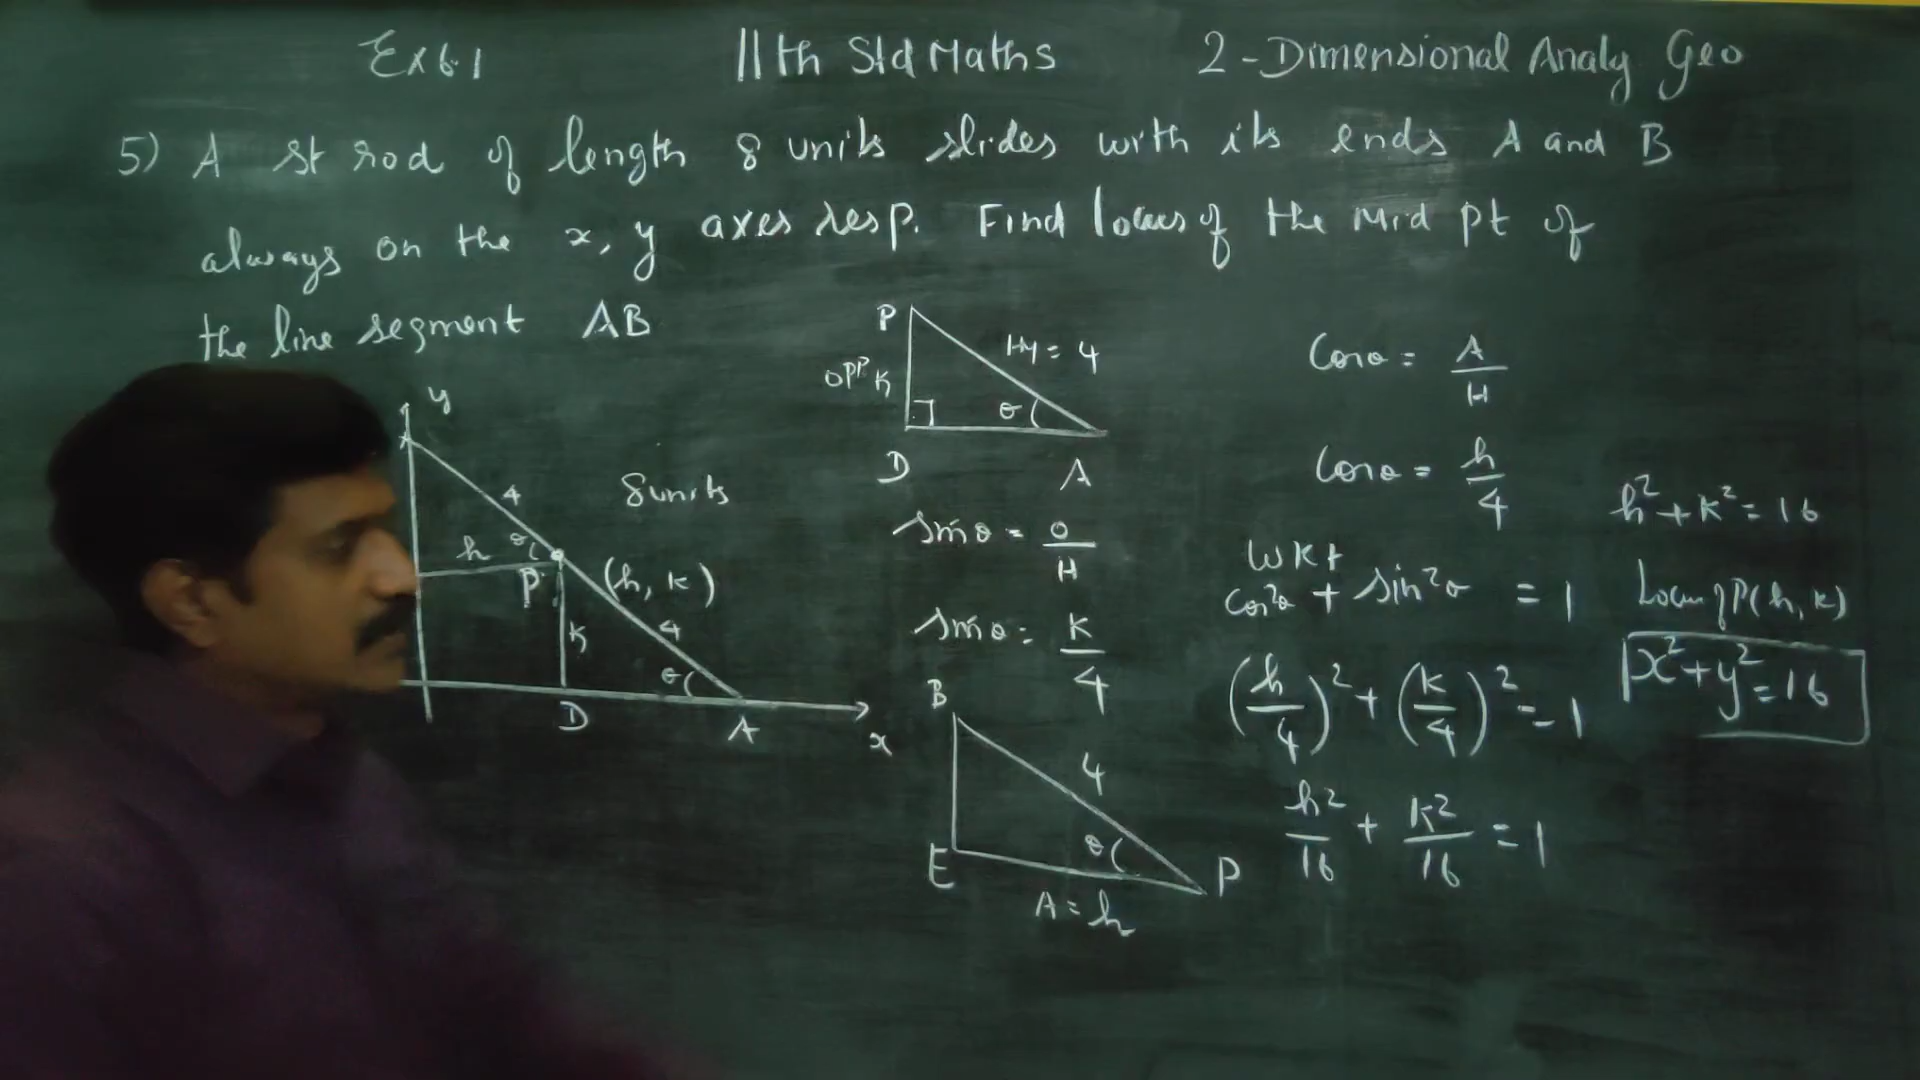 Ex 6.1 11th Std Maths 2-Dimensional Analy Geo
5) A st rod of length 8 units slides with its ends A and B
always on the x, y axes resp. Find locus of the Mid pt of
the line segment AB
y
4
8 units
h θ
P (h, k)
k 4
θ
D A x
P
opp k Hy = 4
θ
D A
Sin θ = O/H
Sin θ = k/4
B
4
θ
E P
A = h
Cos θ = A/H
Cos θ = h/4
WKT
Cos²θ + Sin²θ = 1
(h/4)² + (k/4)² = 1
h²/16 + k²/16 = 1
h² + k² = 16
Locus of P(h, k)
x² + y² = 16